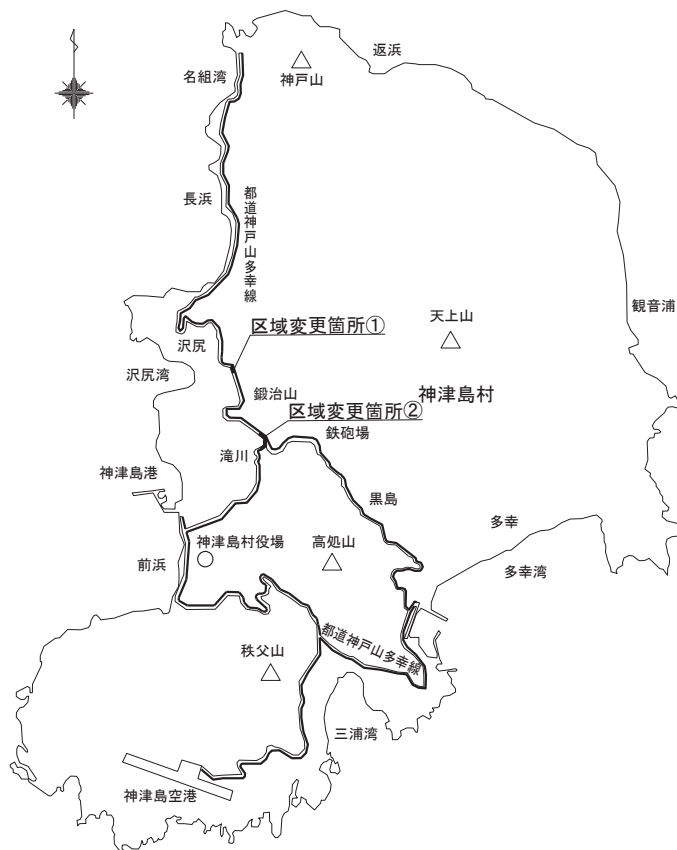 返浜
名組湾
神戸山
長浜
都道神戸山多幸線
観音浦
天上山
区域変更箇所①
沢尻
沢尻湾
鍛治山
神津島村
区域変更箇所②
鉄砲場
滝川
神津島港
黒島
多幸
神津島村役場
高処山
前浜
多幸湾
都道神戸山多幸線
秩父山
三浦湾
神津島空港